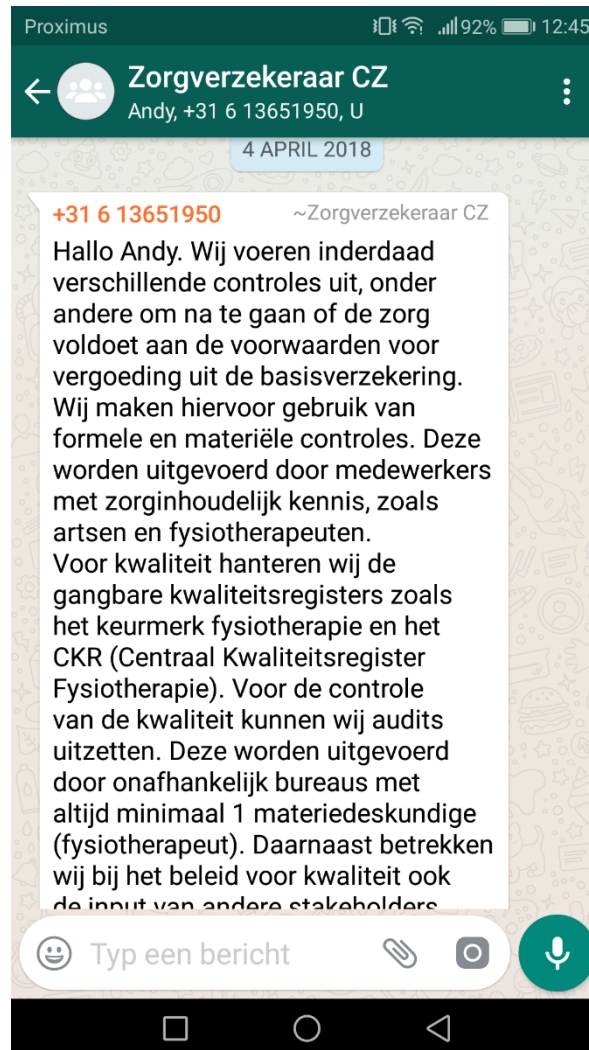 Proximus 92% 12:45
Zorgverzekeraar CZ
Andy, +31 6 13651950, U
4 APRIL 2018
+31 6 13651950 ~Zorgverzekeraar CZ
Hallo Andy. Wij voeren inderdaad
verschillende controles uit, onder
andere om na te gaan of de zorg
voldoet aan de voorwaarden voor
vergoeding uit de basisverzekering.
Wij maken hiervoor gebruik van
formele en materiële controles. Deze
worden uitgevoerd door medewerkers
met zorginhoudelijk kennis, zoals
artsen en fysiotherapeuten.
Voor kwaliteit hanteren wij de
gangbare kwaliteitsregisters zoals
het keurmerk fysiotherapie en het
CKR (Centraal Kwaliteitsregister
Fysiotherapie). Voor de controle
van de kwaliteit kunnen wij audits
uitzetten. Deze worden uitgevoerd
door onafhankelijk bureaus met
altijd minimaal 1 materiedeskundige
(fysiotherapeut). Daarnaast betrekken
wij bij het beleid voor kwaliteit ook
de input van andere stakeholders
Typ een bericht